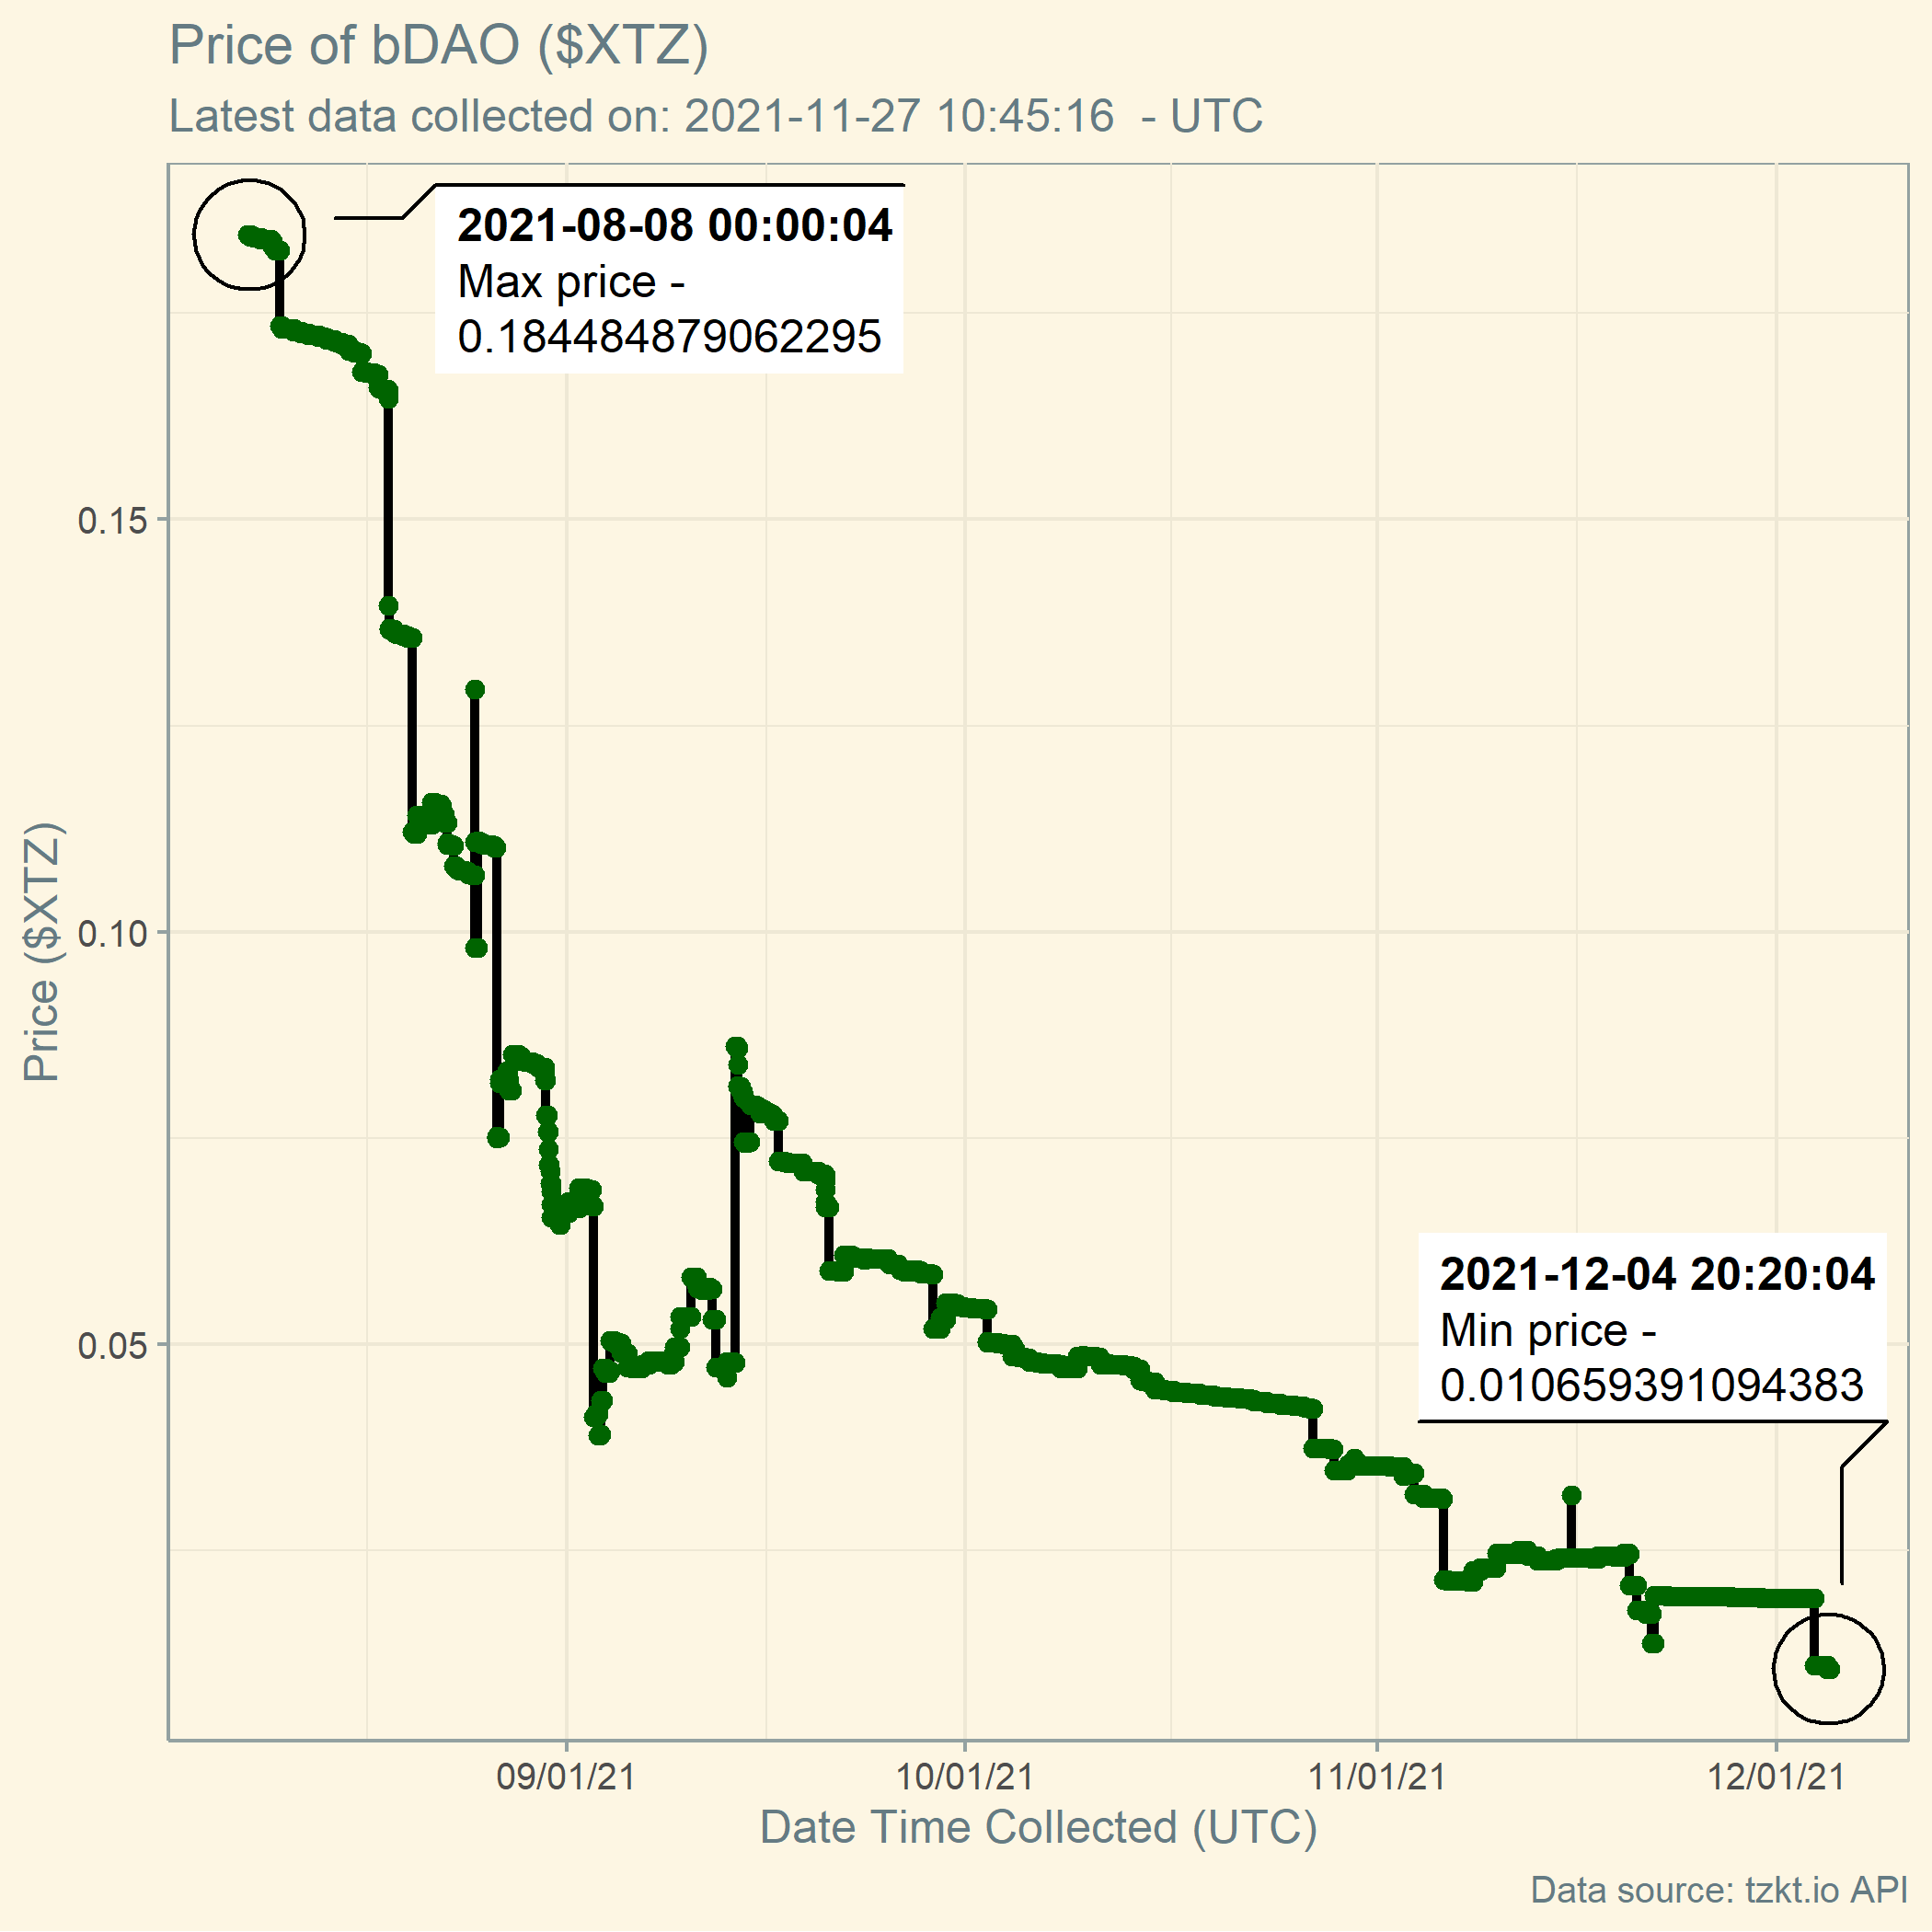 Price of bDAO ($XTZ)
Latest data collected on: 2021-11-27 10:45:16  - UTC
2021-08-08 00:00:04
Max price -
0.184484879062295
0.15
0.10
0.05
Price ($XTZ)
2021-12-04 20:20:04
Min price -
0.010659391094383
09/01/21
10/01/21
11/01/21
12/01/21
Date Time Collected (UTC)
Data source: tzkt.io API